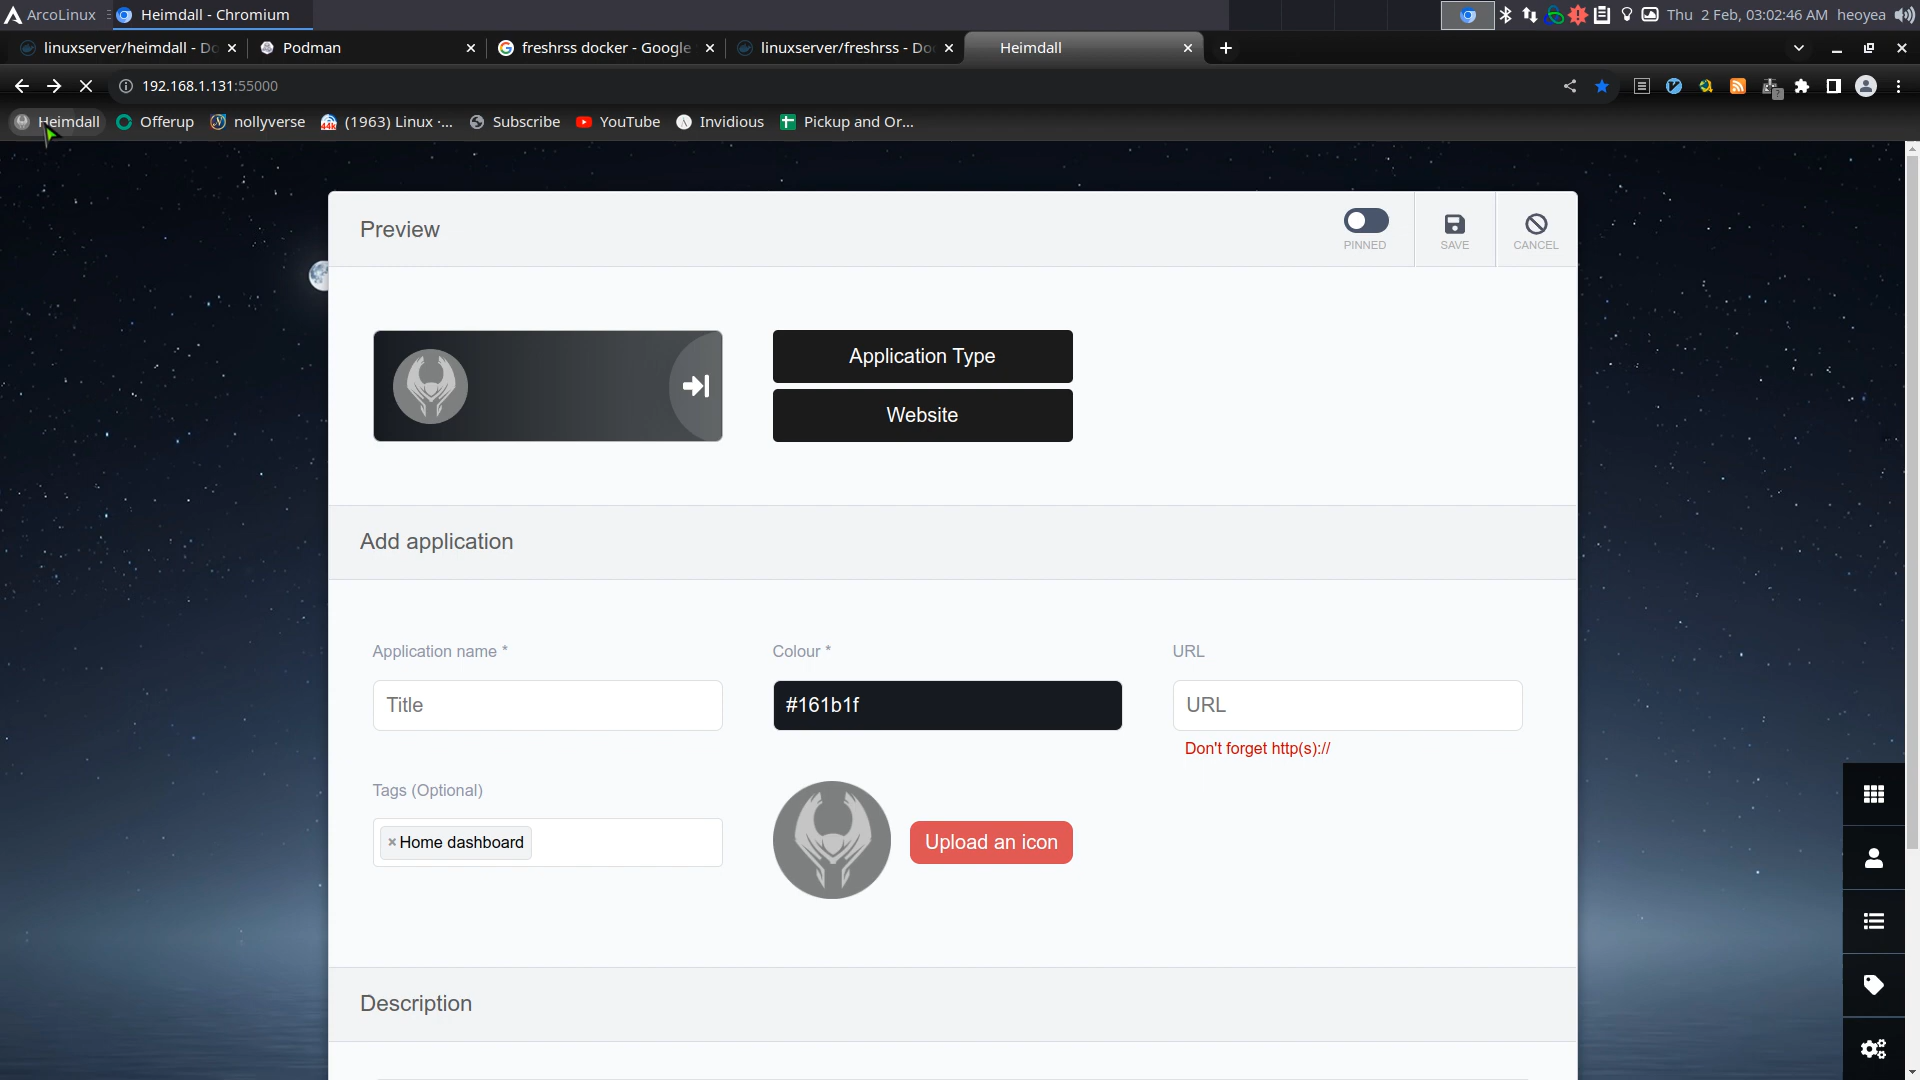 ArcoLinux
Heimdall - Chromium
Thu 2 Feb, 03:02:46 AM heoyea
linuxserver/heimdall - Do
Podman
freshrss docker - Google
linuxserver/freshrss - Doc
Heimdall
192.168.1.131:55000
Heimdall
Offerup
nollyverse
44k
(1963) Linux -...
Subscribe
YouTube
Invidious
Pickup and Or...
Preview
PINNED
SAVE
CANCEL
Application Type
Website
Add application
Application name *
Colour *
URL
Title
#161b1f
URL
Don't forget http(s)://
Tags (Optional)
× Home dashboard
Upload an icon
Description